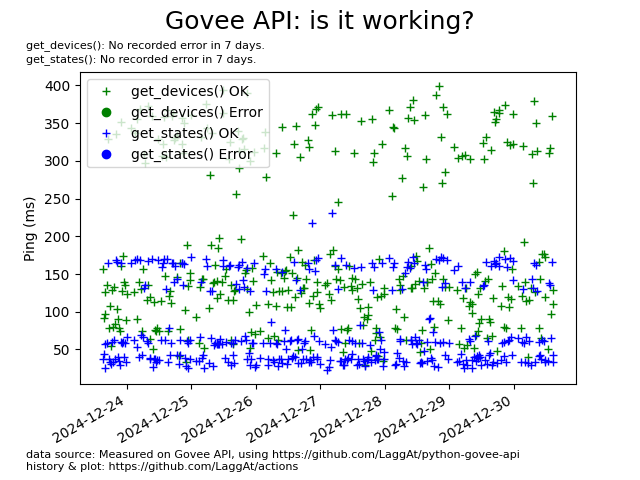 Govee API: is it working?
get_devices(): No recorded error in 7 days.
get_states(): No recorded error in 7 days.
get_devices() OK
get_devices() Error
get_states() OK
get_states() Error
Ping (ms)
400
350
300
250
200
150
100
50
2024-12-24
2024-12-25
2024-12-26
2024-12-27
2024-12-28
2024-12-29
2024-12-30
data source: Measured on Govee API, using https://github.com/LaggAt/python-govee-api
history & plot: https://github.com/LaggAt/actions